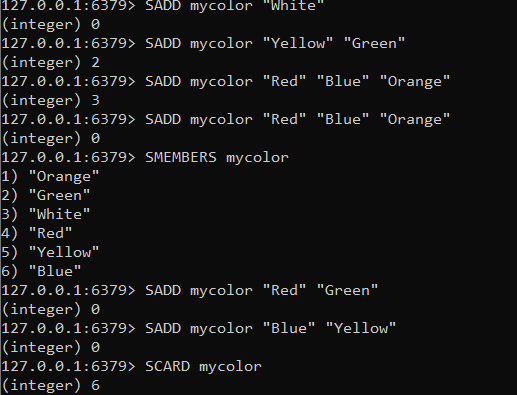 127.0.0.1:6379> SADD mycolor "White"
(integer) 0
127.0.0.1:6379> SADD mycolor "Yellow" "Green"
(integer) 2
127.0.0.1:6379> SADD mycolor "Red" "Blue" "Orange"
(integer) 3
127.0.0.1:6379> SADD mycolor "Red" "Blue" "Orange"
(integer) 0
127.0.0.1:6379> SMEMBERS mycolor
1) "Orange"
2) "Green"
3) "White"
4) "Red"
5) "Yellow"
6) "Blue"
127.0.0.1:6379> SADD mycolor "Red" "Green"
(integer) 0
127.0.0.1:6379> SADD mycolor "Blue" "Yellow"
(integer) 0
127.0.0.1:6379> SCARD mycolor
(integer) 6